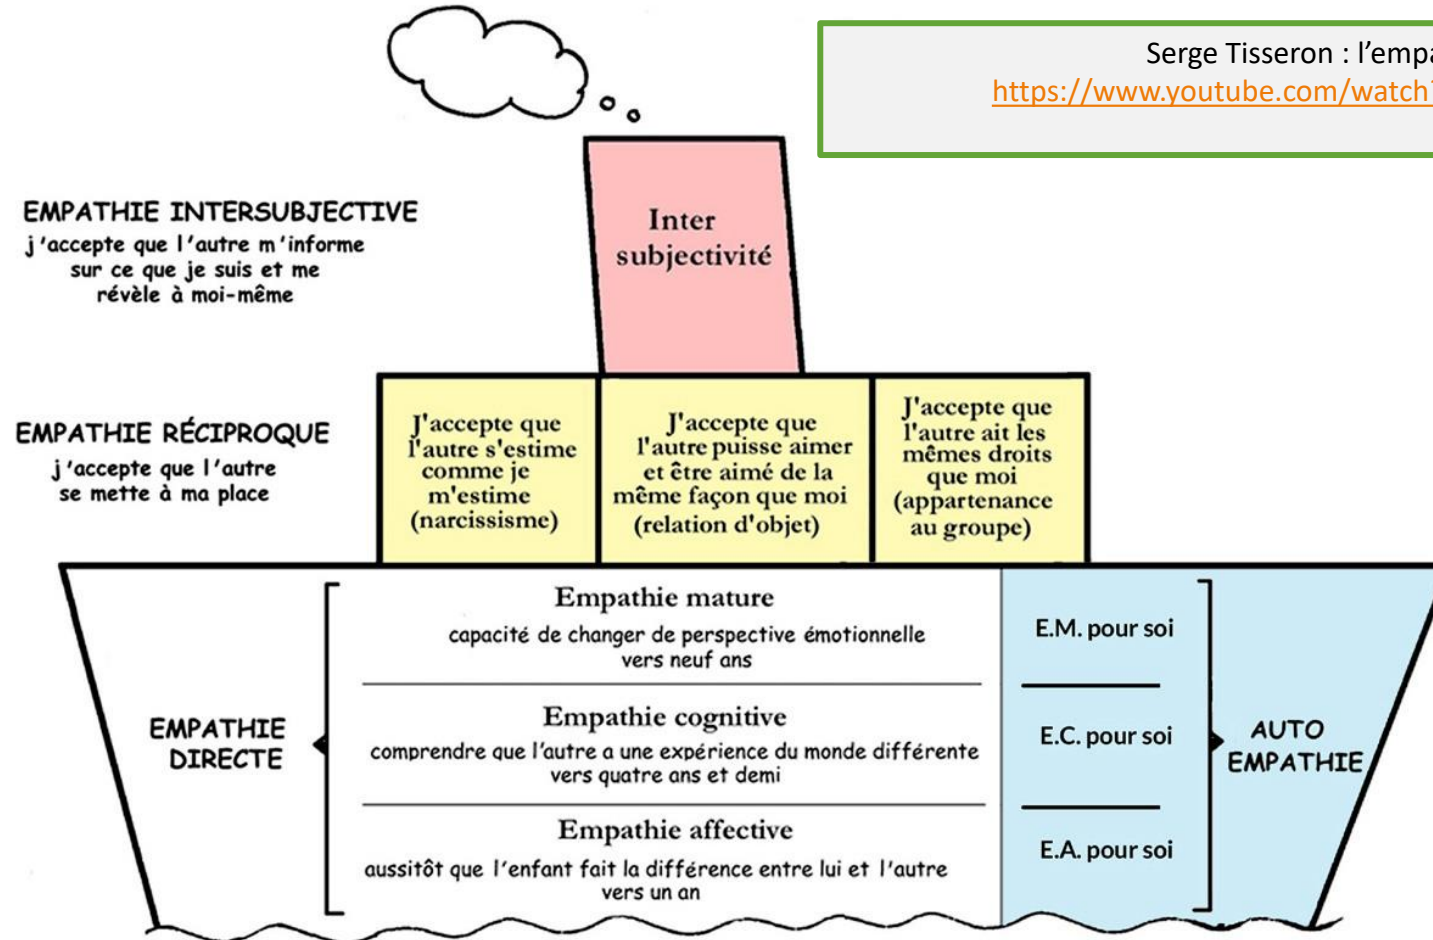 Serge Tisseron : l'empa
https://www.youtube.com/watch
EMPATHIE INTERSUBJECTIVE
j'accepte que l'autre m'informe
sur ce que je suis et me
révèle à moi-même
Inter
subjectivité
EMPATHIE RÉCIPROQUE
j'accepte que l'autre
se mette à ma place
J'accepte que
l'autre s'estime
comme je
m'estime
(narcissisme)
J'accepte que
l'autre puisse aimer
et être aimé de la
même façon que moi
(relation d'objet)
J'accepte que
l'autre ait les
mêmes droits
que moi
(appartenance
au groupe)
EMPATHIE
DIRECTE
Empathie mature
capacité de changer de perspective émotionnelle
vers neuf ans
Empathie cognitive
comprendre que l'autre a une expérience du monde différente
vers quatre ans et demi
Empathie affective
aussitôt que l'enfant fait la différence entre lui et l'autre
vers un an
E.M. pour soi
E.C. pour soi
E.A. pour soi
AUTO
EMPATHIE